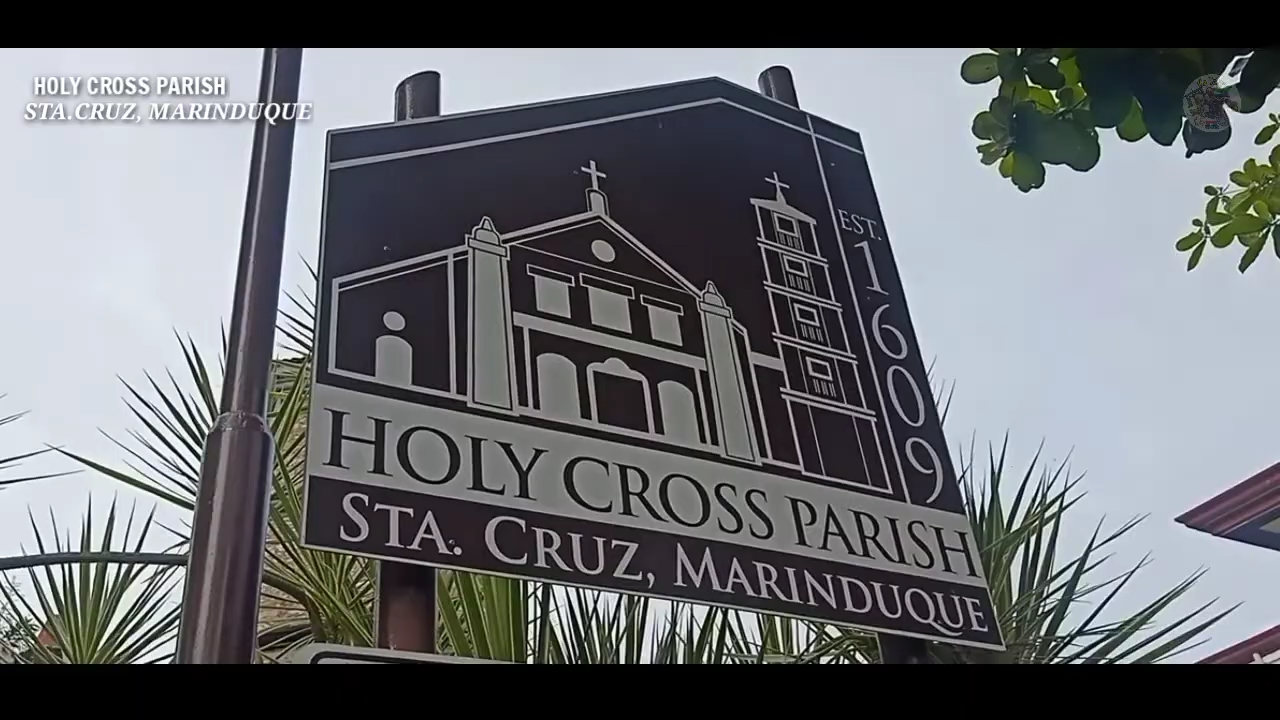 HOLY CROSS PARISH
STA.CRUZ, MARINDUQUE
EST.
1609
HOLY CROSS PARISH
STA. CRUZ, MARINDUQUE